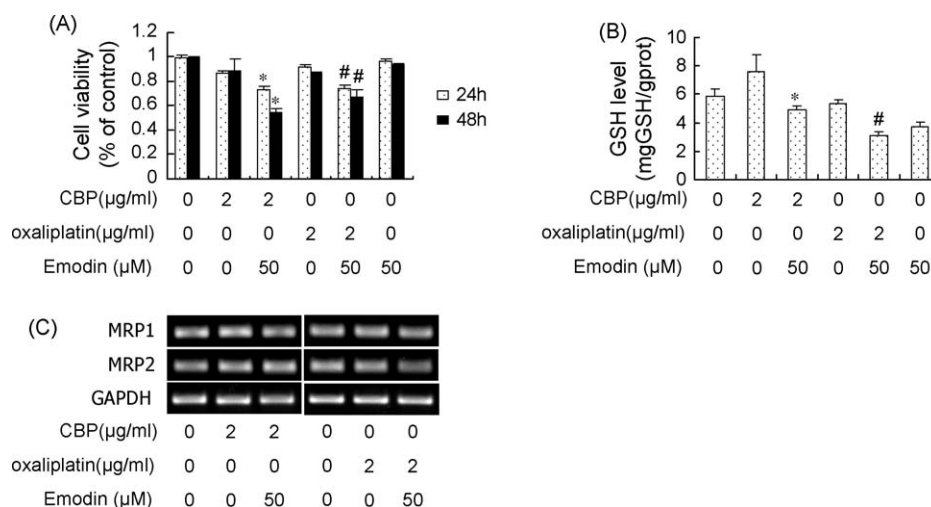 (A)
Cell viability
(% of control)
1.2
1
0.8
0.6
0.4
0.2
0
* * # #
24h
48h
CBP(µg/ml) 0 2 2 0 0 0
oxaliplatin(µg/ml) 0 0 0 2 2 0
Emodin (µM) 0 0 50 0 50 50
(B)
GSH level
(mgGSH/gprot)
10
8
6
4
2
0
* #
CBP(µg/ml) 0 2 2 0 0 0
oxaliplatin(µg/ml) 0 0 0 2 2 0
Emodin (µM) 0 0 50 0 50 50
(C)
MRP1
MRP2
GAPDH
CBP(µg/ml) 0 2 2 0 0 0
oxaliplatin(µg/ml) 0 0 0 0 2 2
Emodin (µM) 0 0 50 0 0 50